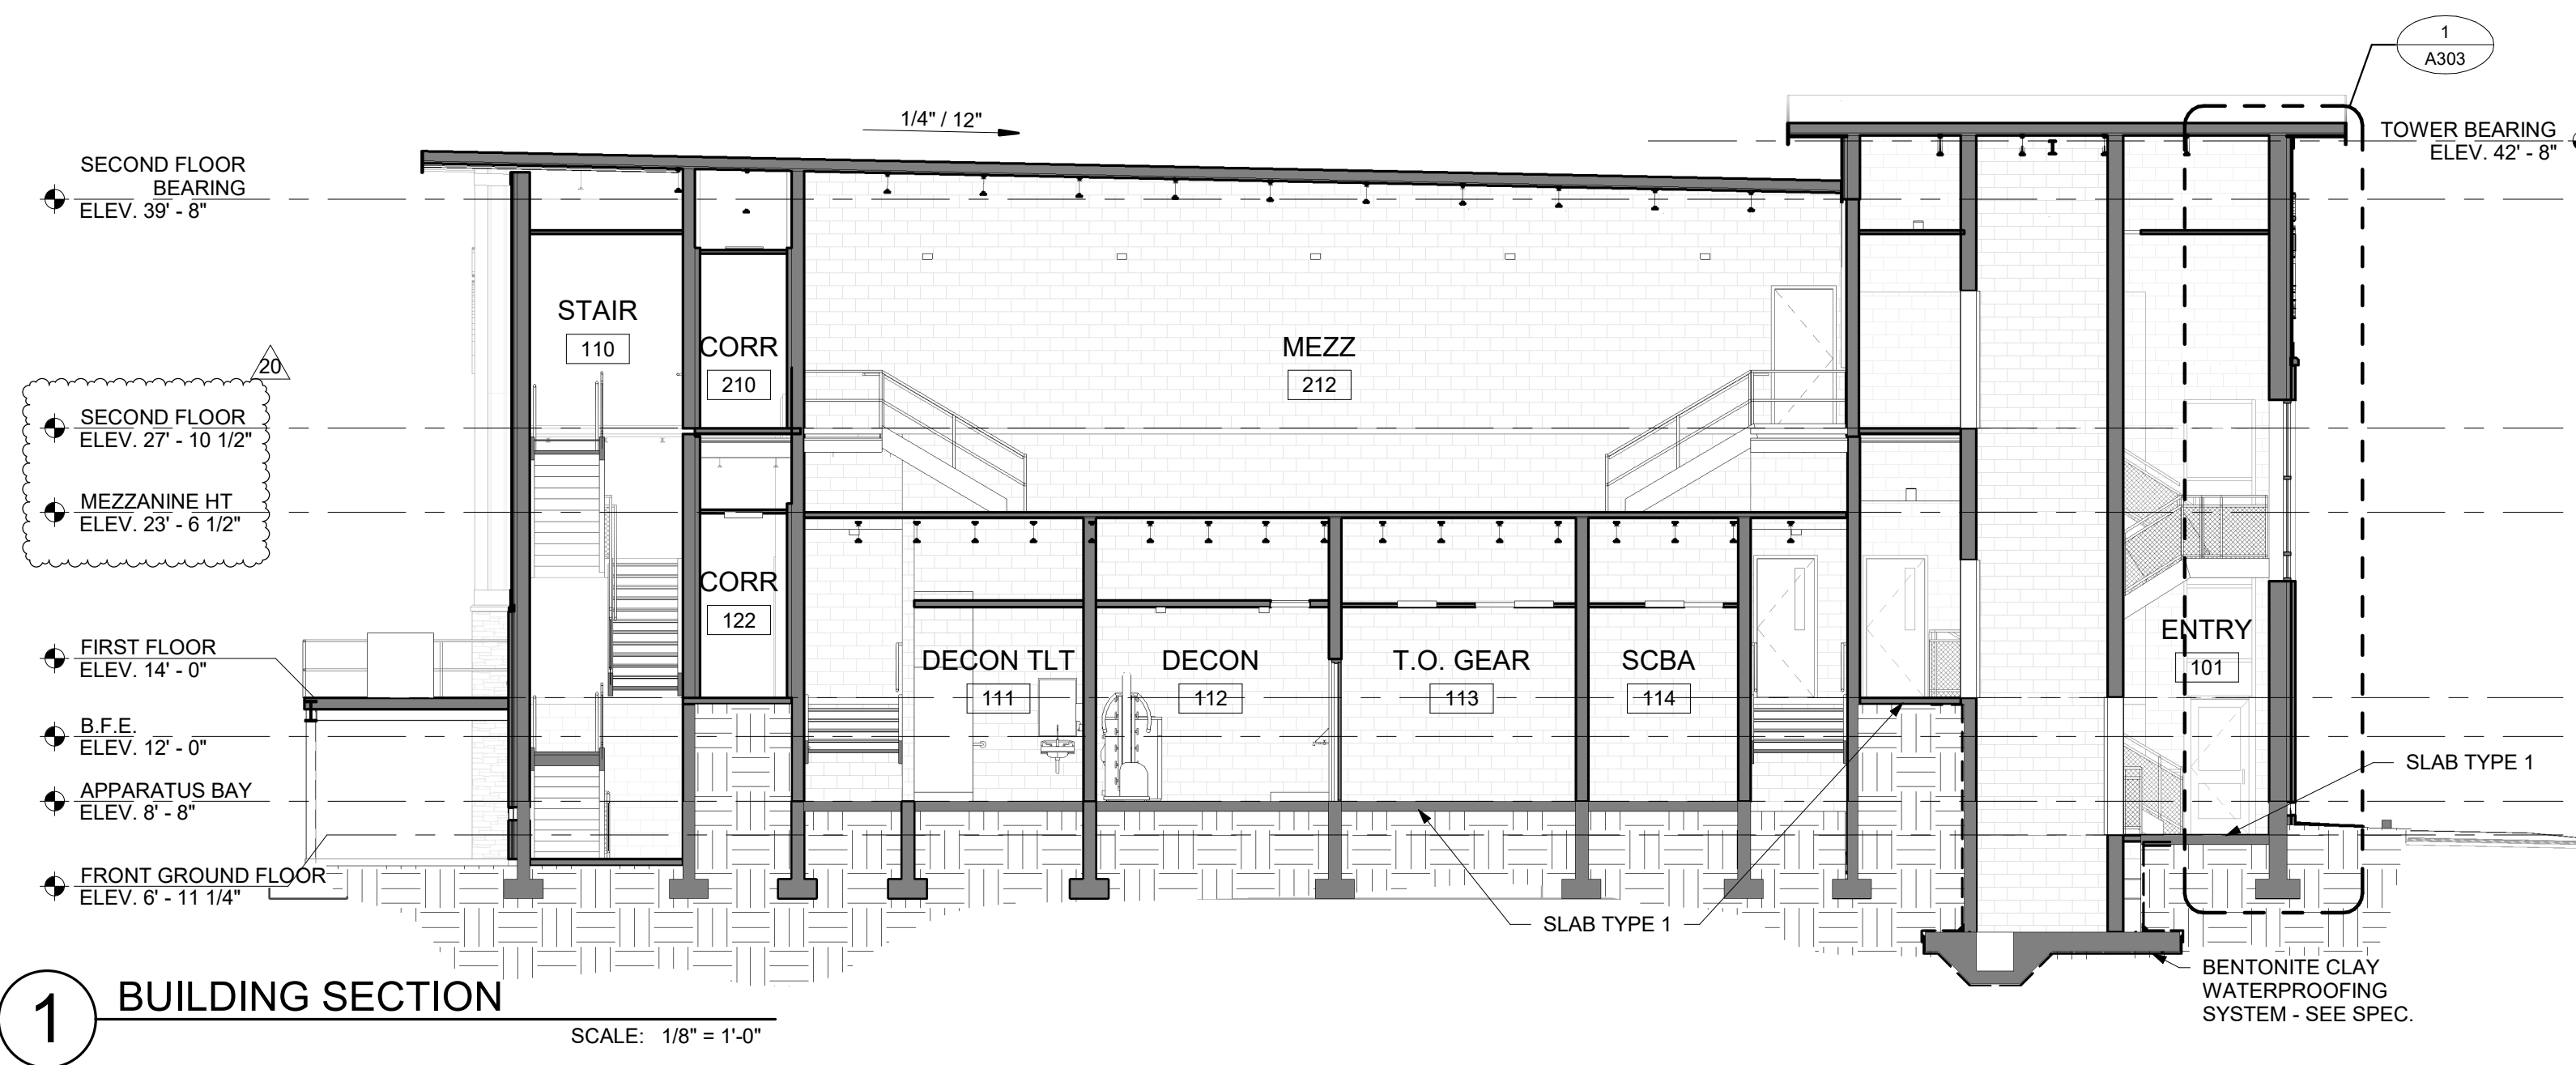 1
A303
1/4" / 12"
TOWER BEARING
ELEV. 42' - 8"
SECOND FLOOR
BEARING
ELEV. 39' - 8"
STAIR
110
CORR
210
MEZZ
212
20
SECOND FLOOR
ELEV. 27' - 10 1/2"
MEZZANINE HT
ELEV. 23' - 6 1/2"
CORR
122
FIRST FLOOR
ELEV. 14' - 0"
DECON TLT
111
DECON
112
T.O. GEAR
113
SCBA
114
ENTRY
101
B.F.E.
ELEV. 12' - 0"
SLAB TYPE 1
APPARATUS BAY
ELEV. 8' - 8"
FRONT GROUND FLOOR
ELEV. 6' - 11 1/4"
SLAB TYPE 1
BENTONITE CLAY
WATERPROOFING
SYSTEM - SEE SPEC.
1
BUILDING SECTION
SCALE: 1/8" = 1'-0"